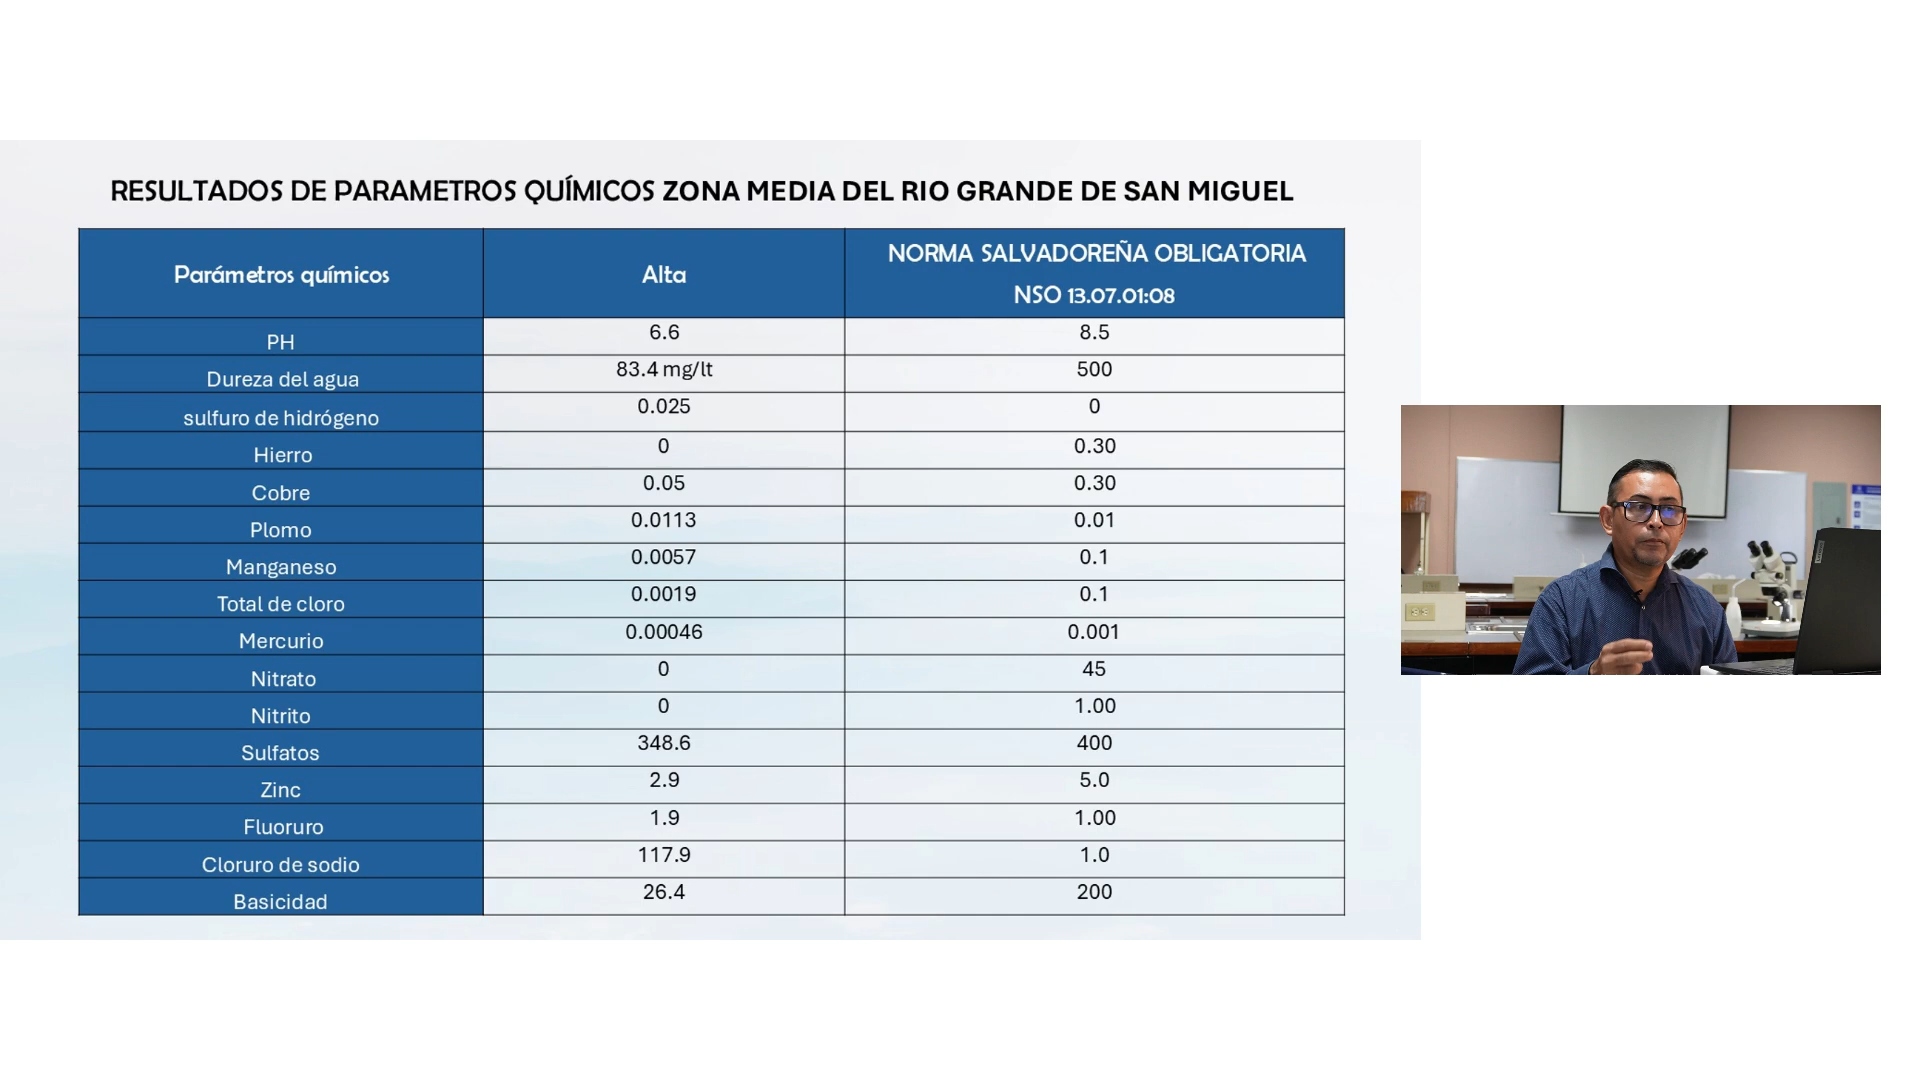 RESULTADOS DE PARAMETROS QUÍMICOS ZONA MEDIA DEL RIO GRANDE DE SAN MIGUEL
Parámetros químicos Alta NORMA SALVADOREÑA OBLIGATORIA
NSO 13.07.01:08
PH 6.6 8.5
Dureza del agua 83.4 mg/lt 500
sulfuro de hidrógeno 0.025 0
Hierro 0 0.30
Cobre 0.05 0.30
Plomo 0.0113 0.01
Manganeso 0.0057 0.1
Total de cloro 0.0019 0.1
Mercurio 0.00046 0.001
Nitrato 0 45
Nitrito 0 1.00
Sulfatos 348.6 400
Zinc 2.9 5.0
Fluoruro 1.9 1.00
Cloruro de sodio 117.9 1.0
Basicidad 26.4 200